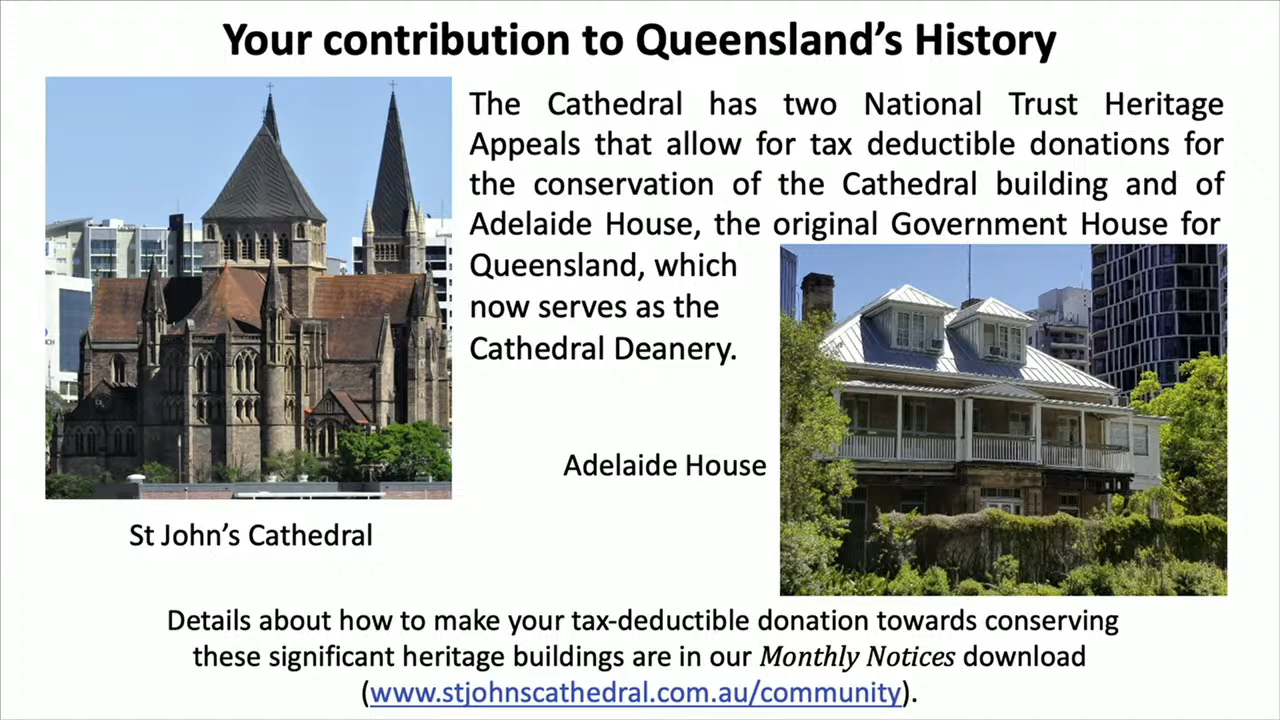 Your contribution to Queensland's History
The Cathedral has two National Trust Heritage
Appeals that allow for tax deductible donations for
the conservation of the Cathedral building and of
Adelaide House, the original Government House for
Queensland, which
now serves as the
Cathedral Deanery.
Adelaide House
St John's Cathedral
Details about how to make your tax-deductible donation towards conserving
these significant heritage buildings are in our Monthly Notices download
(www.stjohnscathedral.com.au/community).